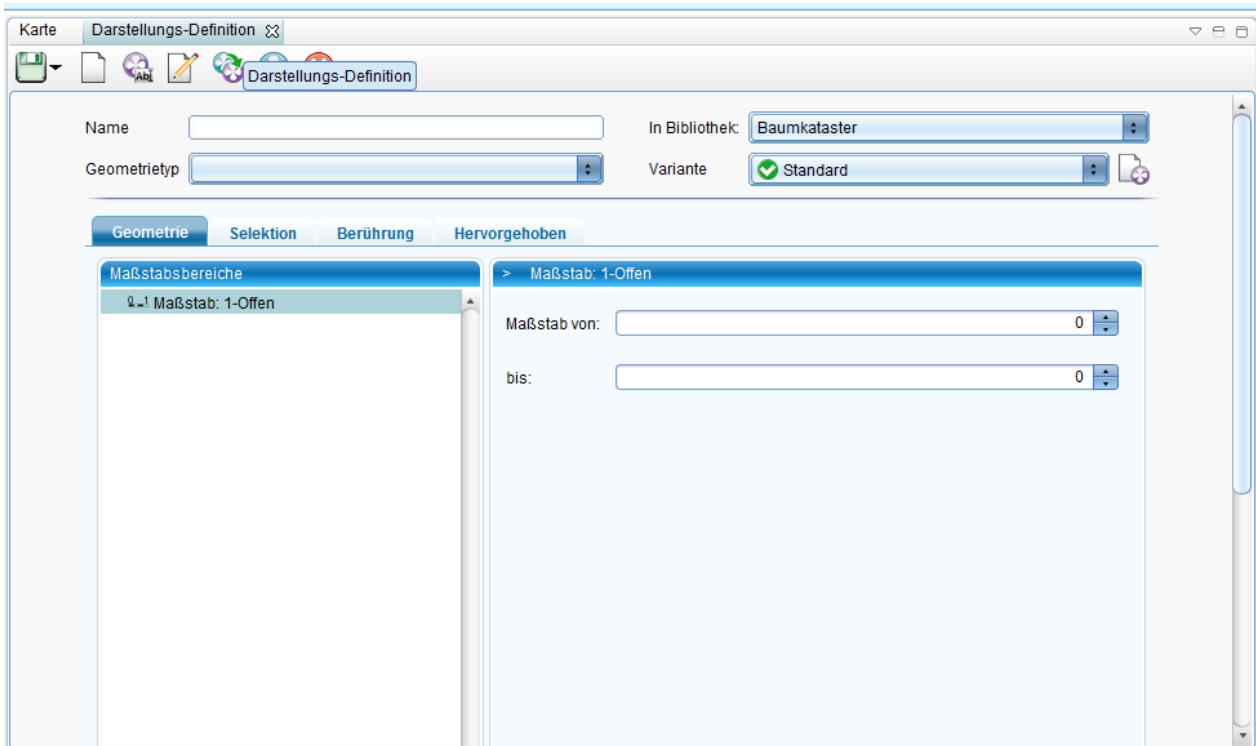 Karte Darstellungs-Definition
AbI
Darstellungs-Definition
Name In Bibliothek: Baumkataster
Geometrietyp Variante Standard
Geometrie Selektion Berührung Hervorgehoben
Maßstabsbereiche
Maßstab: 1-Offen
> Maßstab: 1-Offen
Maßstab von: 0
bis: 0